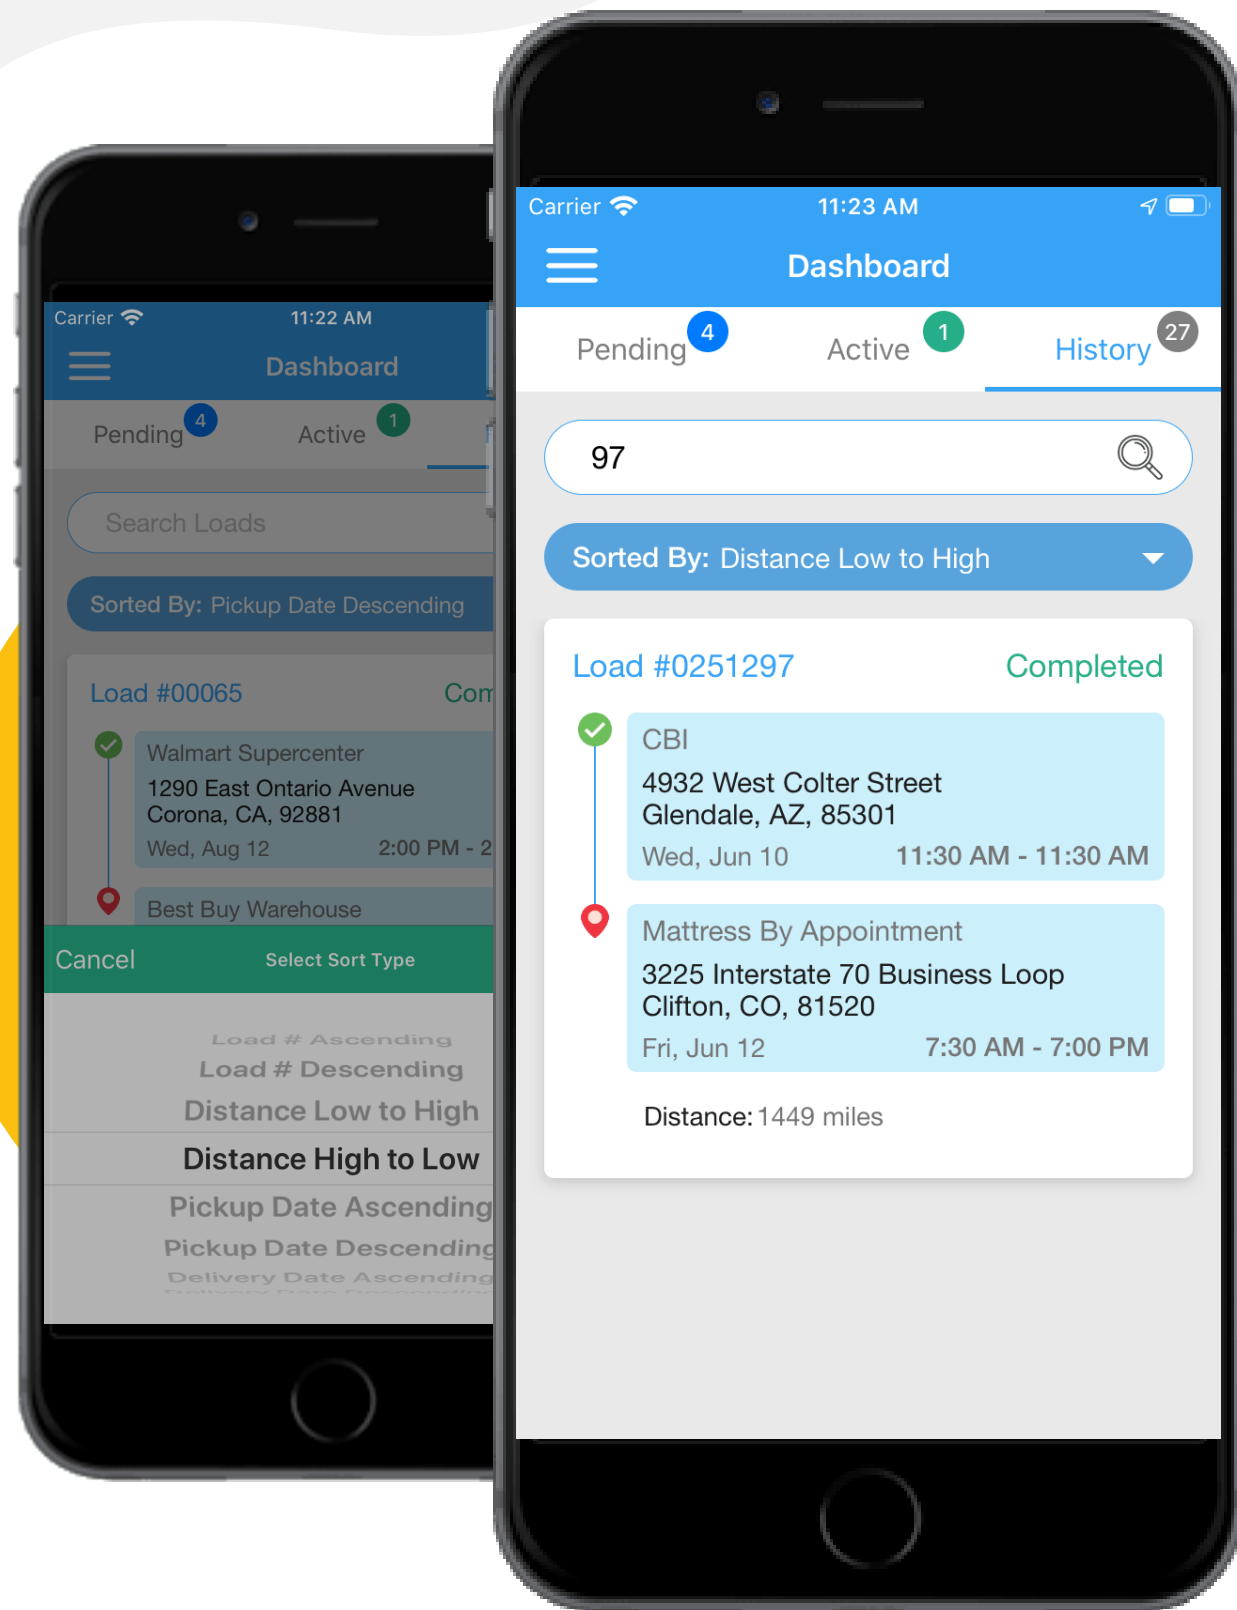 Carrier
11:22 AM
Dashboard
Pending 4
Active 1
Search Loads
Sorted By: Pickup Date Descending
Load #00065
Com
Walmart Supercenter
1290 East Ontario Avenue
Corona, CA, 92881
Wed, Aug 12
2:00 PM - 2
Best Buy Warehouse
Cancel
Select Sort Type
Load # Ascending
Load # Descending
Distance Low to High
Distance High to Low
Pickup Date Ascending
Pickup Date Descending
Delivery Date Ascending
Carrier
11:23 AM
Dashboard
Pending 4
Active 1
History 27
97
Sorted By: Distance Low to High
Load #0251297
Completed
CBI
4932 West Colter Street
Glendale, AZ, 85301
Wed, Jun 10
11:30 AM - 11:30 AM
Mattress By Appointment
3225 Interstate 70 Business Loop
Clifton, CO, 81520
Fri, Jun 12
7:30 AM - 7:00 PM
Distance: 1449 miles